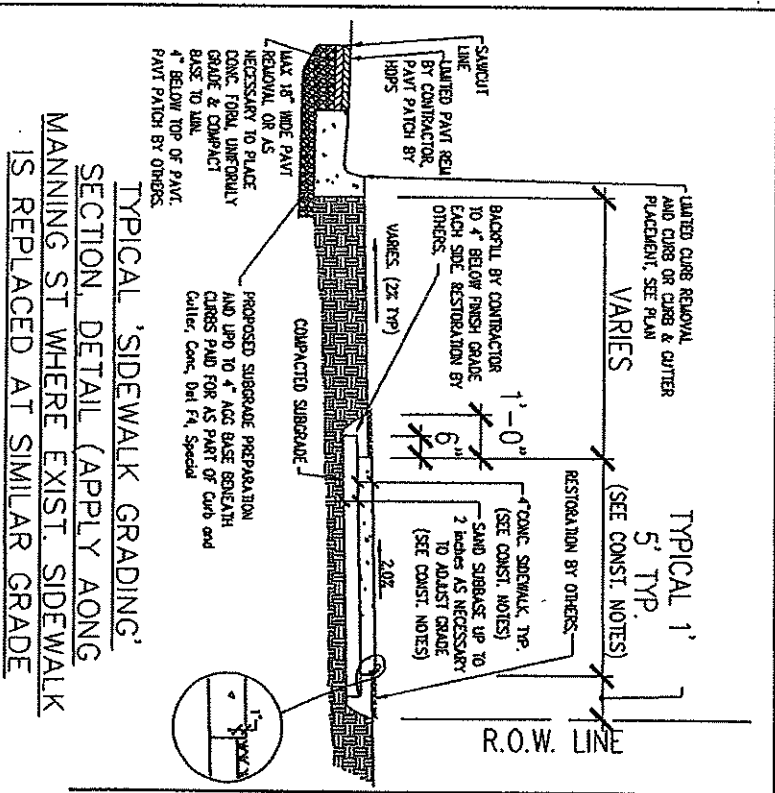 LIMITED CURB REMOVAL
AND CURB OR CURB & GUTTER
PLACEMENT, SEE PLAN
VARIES
TYPICAL 1'
5' TYP.
(SEE CONST. NOTES)
R.O.W. LINE
SAWCUT
LINE
LIMITED PAVT REM
BY CONTRACTOR,
PAVT PATCH BY
HOPS
BACKFILL BY CONTRACTOR
TO 4" BELOW FINISH GRADE
EACH SIDE. RESTORATION BY
OTHERS.
1'-0"
6"
RESTORATION BY OTHERS.
4" CONC. SIDEWALK, TYP.
(SEE CONST. NOTES)
SAND SUBBASE UP TO
2 inches AS NECESSARY
TO ADJUST GRADE
(SEE CONST. NOTES)
VARIES (2% TYP)
2.0%
MAX 18" WIDE PAVT
REMOVAL OR AS
NECESSARY TO PLACE
CONC. FORM, UNIFORMLY
GRADE & COMPACT
BASE TO MIN.
4" BELOW TOP OF PAVT.
PAVT PATCH BY OTHERS.
COMPACTED SUBGRADE
PROPOSED SUBGRADE PREPARATION
AND UPO TO 4" AGG BASE BENEATH
CURBS PAID FOR AS PART OF Curb and
Gutter, Conc, Det F4, Special
1"
TYPICAL 'SIDEWALK GRADING'
SECTION, DETAIL (APPLY AONG
MANNING ST WHERE EXIST. SIDEWALK
IS REPLACED AT SIMILAR GRADE